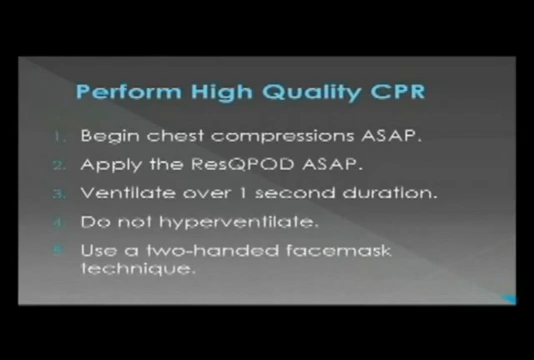 Perform High Quality CPR
1. Begin chest compressions ASAP.
2. Apply the ResQPOD ASAP.
3. Ventilate over 1 second duration.
4. Do not hyperventilate.
5. Use a two-handed facemask
technique.